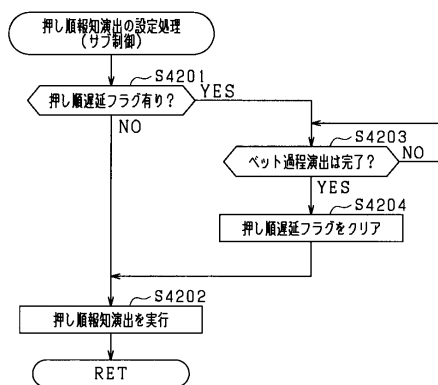 押し順報知演出の設定処理
(サブ制御)
S4201
押し順遅延フラグ有り?
YES
NO
S4203
ベット過程演出は完了?
NO
YES
S4204
押し順遅延フラグをクリア
S4202
押し順報知演出を実行
RET